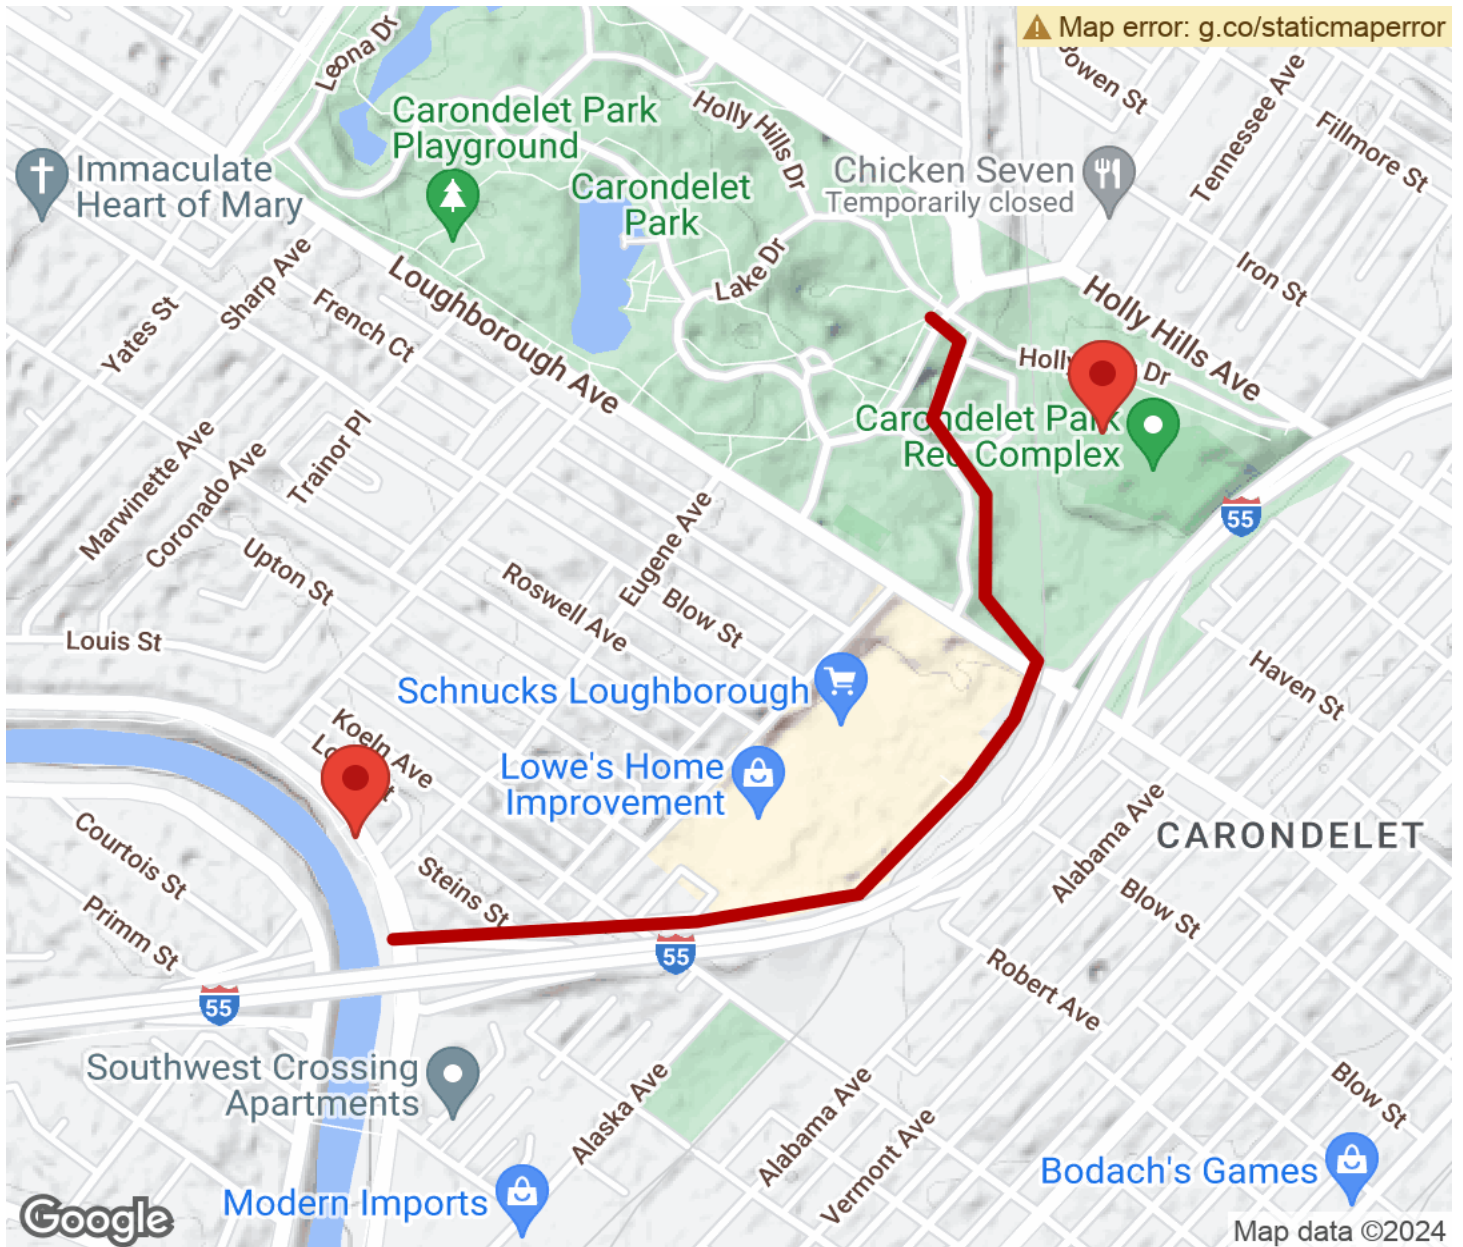 Map error: g.co/staticmaperror
Leona Dr
Bowen St
Tennessee Ave
Fillmore St
Carondelet Park
Playground
Holly Hills Dr
Immaculate
Heart of Mary
Chicken Seven
Temporarily closed
Carondelet
Park
Sharp Ave
Loughborough Ave
Lake Dr
Iron St
Yates St
French Ct
Holly Hills Ave
Holly
Dr
Carondelet Park
Rec Complex
Marwinette Ave
Coronado Ave
Trainor Pl
55
Eugene Ave
Upton St
Roswell Ave
Blow St
Louis St
Haven St
Schnucks Loughborough
Koeln Ave
Lowe's Home
Improvement
Alabama Ave
CARONDELET
Courtois St
Steins St
Blow St
Primm St
55
Robert Ave
55
Southwest Crossing
Apartments
Alaska Ave
Alabama Ave
Vermont Ave
Blow St
Bodach's Games
Modern Imports
Google
Map data ©2024